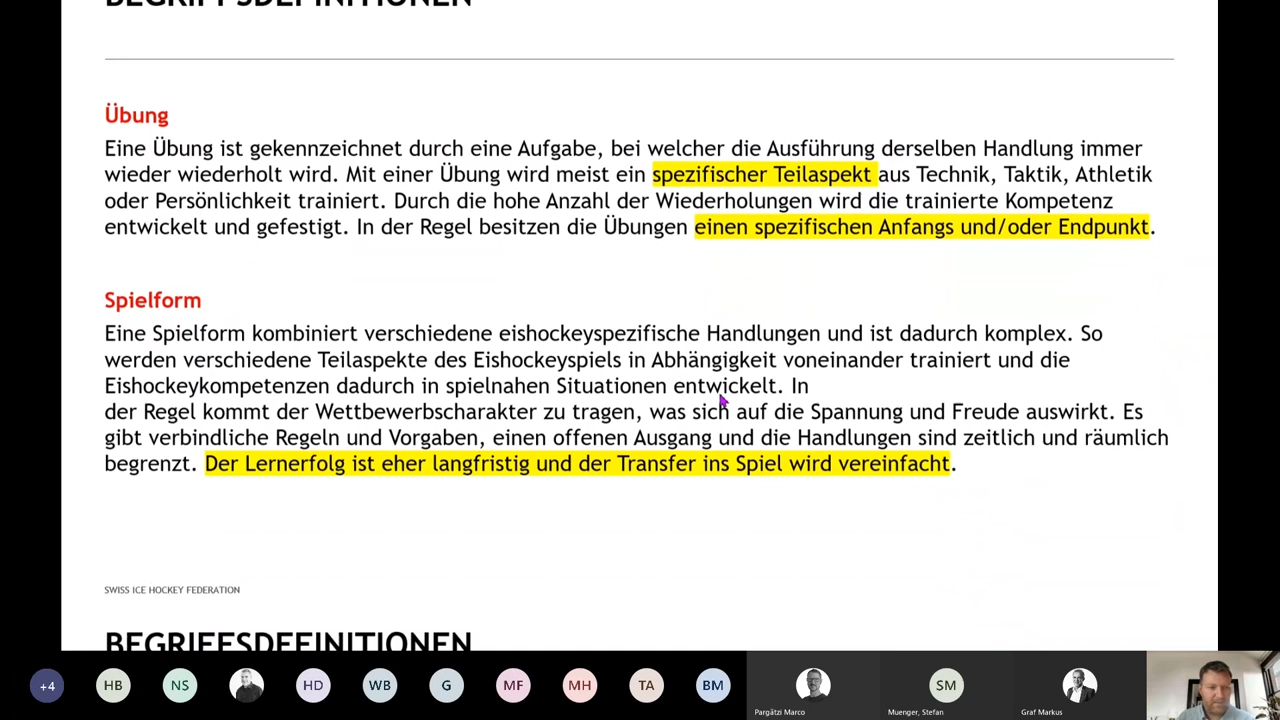 BEGRIFFSDEFINITIONEN
Übung
Eine Übung ist gekennzeichnet durch eine Aufgabe, bei welcher die Ausführung derselben Handlung immer
wieder wiederholt wird. Mit einer Übung wird meist ein spezifischer Teilaspekt aus Technik, Taktik, Athletik
oder Persönlichkeit trainiert. Durch die hohe Anzahl der Wiederholungen wird die trainierte Kompetenz
entwickelt und gefestigt. In der Regel besitzen die Übungen einen spezifischen Anfangs und/oder Endpunkt.
Spielform
Eine Spielform kombiniert verschiedene eishockeyspezifische Handlungen und ist dadurch komplex. So
werden verschiedene Teilaspekte des Eishockeyspiels in Abhängigkeit voneinander trainiert und die
Eishockeykompetenzen dadurch in spielnahen Situationen entwickelt. In
der Regel kommt der Wettbewerbscharakter zu tragen, was sich auf die Spannung und Freude auswirkt. Es
gibt verbindliche Regeln und Vorgaben, einen offenen Ausgang und die Handlungen sind zeitlich und räumlich
begrenzt. Der Lernerfolg ist eher langfristig und der Transfer ins Spiel wird vereinfacht.
SWISS ICE HOCKEY FEDERATION
BEGRIFFSDEFINITIONEN
+4 HB NS HD WB G MF MH TA BM SM
Pargätzi Marco Muenger, Stefan Graf Markus